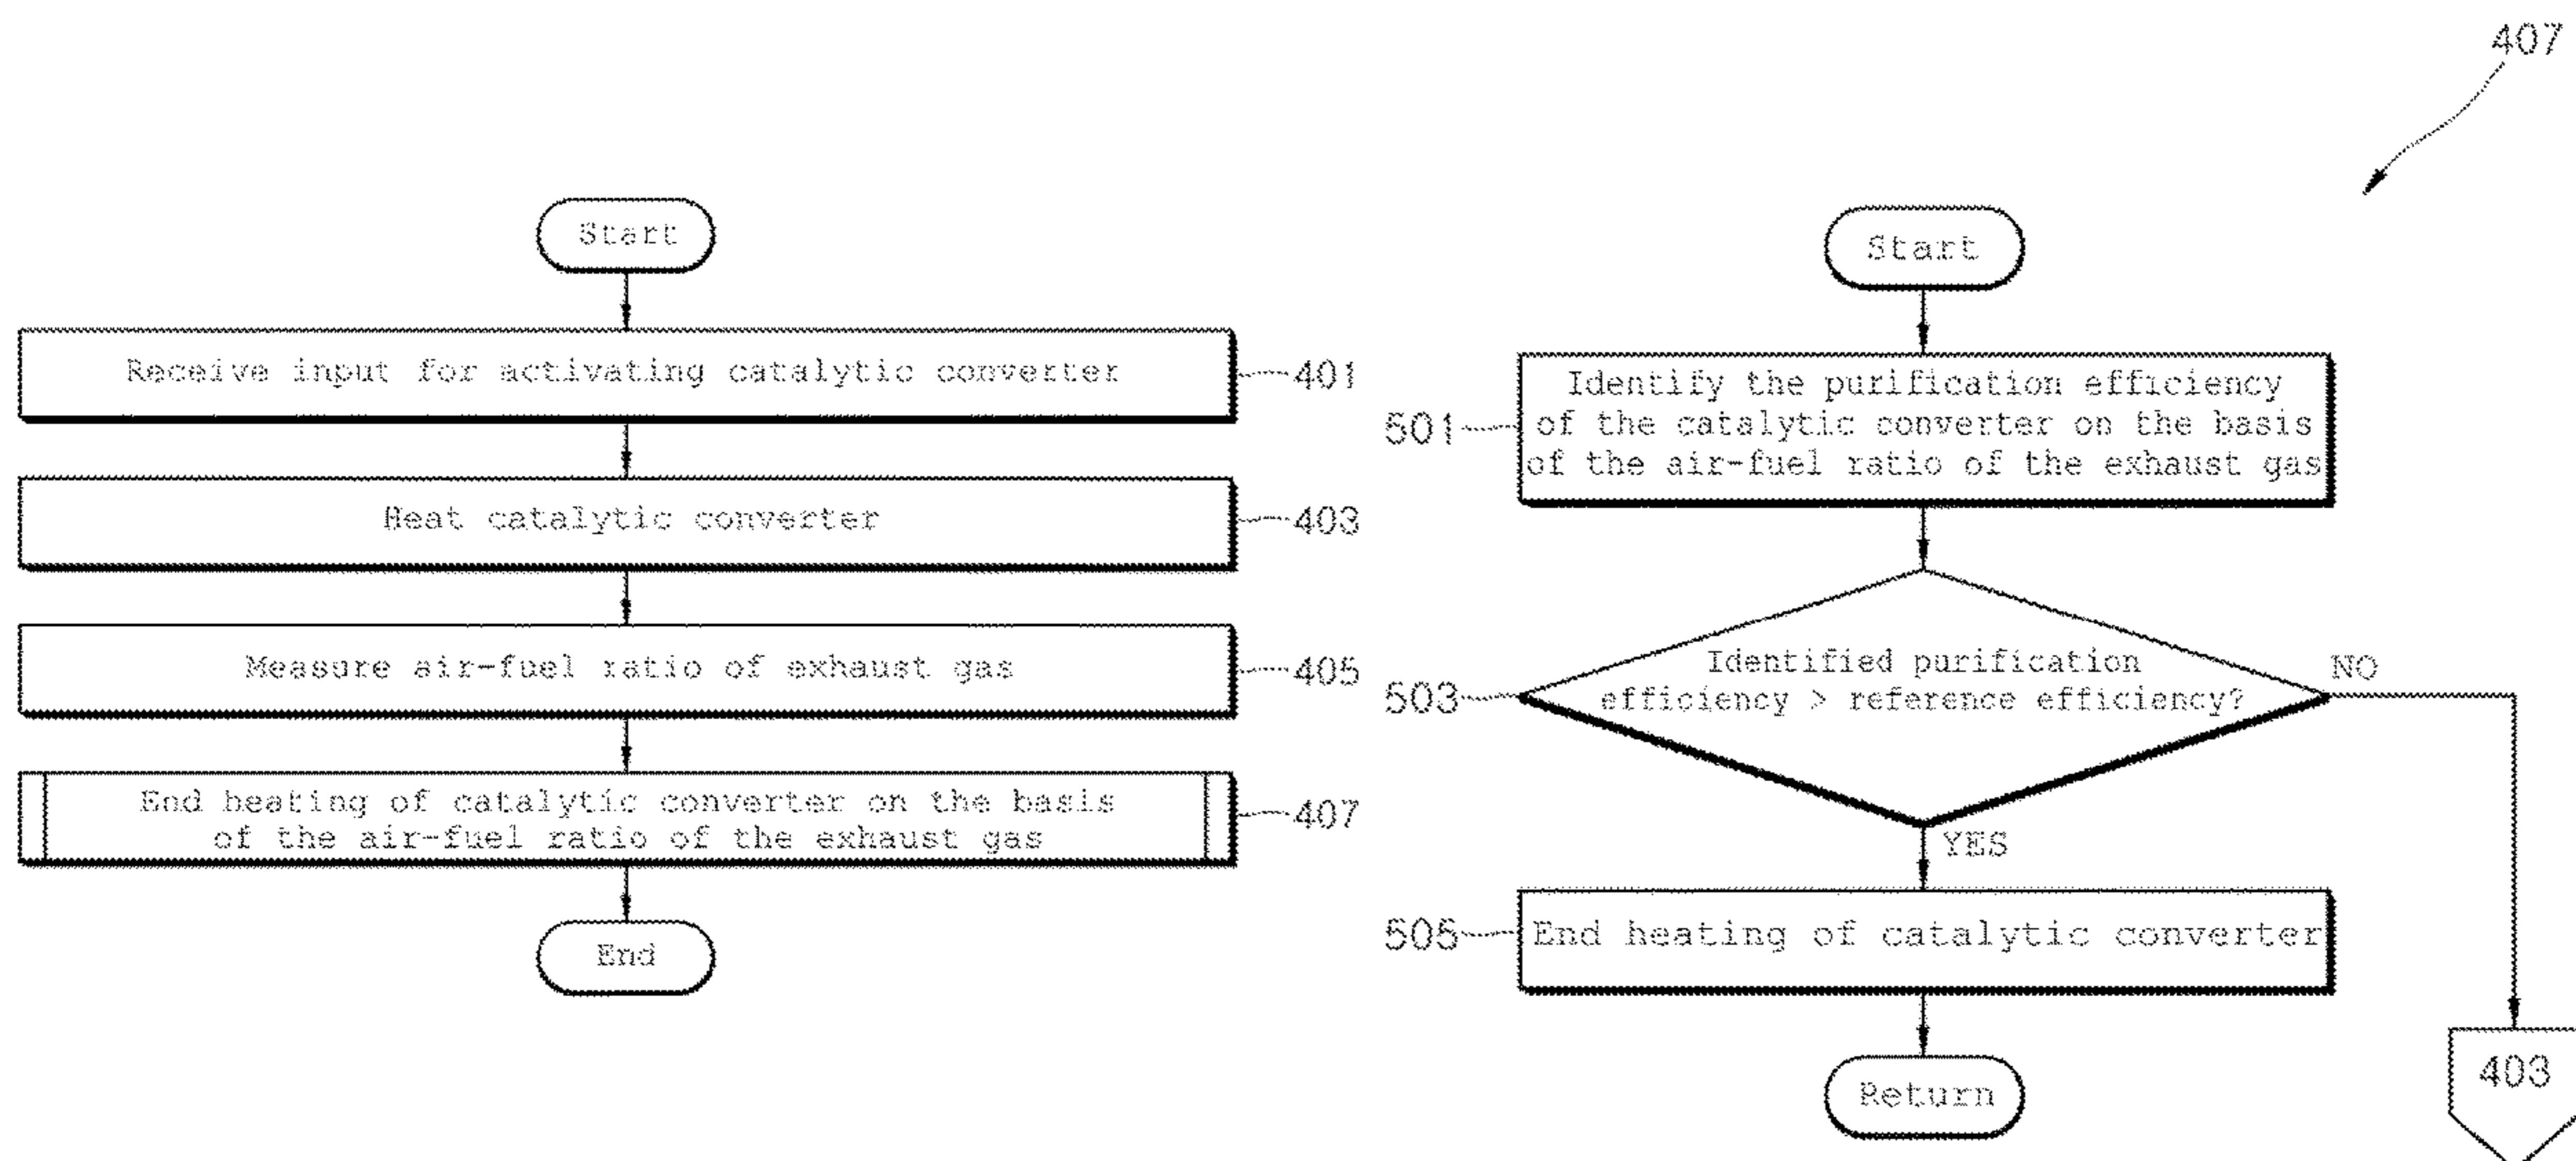 Start
Receive input for activating catalytic converter
401
Heat catalytic converter
403
Measure air-fuel ratio of exhaust gas
405
End heating of catalytic converter on the basis
of the air-fuel ratio of the exhaust gas
407
End
407
Start
501
Identify the purification efficiency
of the catalytic converter on the basis
of the air-fuel ratio of the exhaust gas
503
Identified purification
efficiency > reference efficiency?
NO
YES
505
End heating of catalytic converter
Return
403